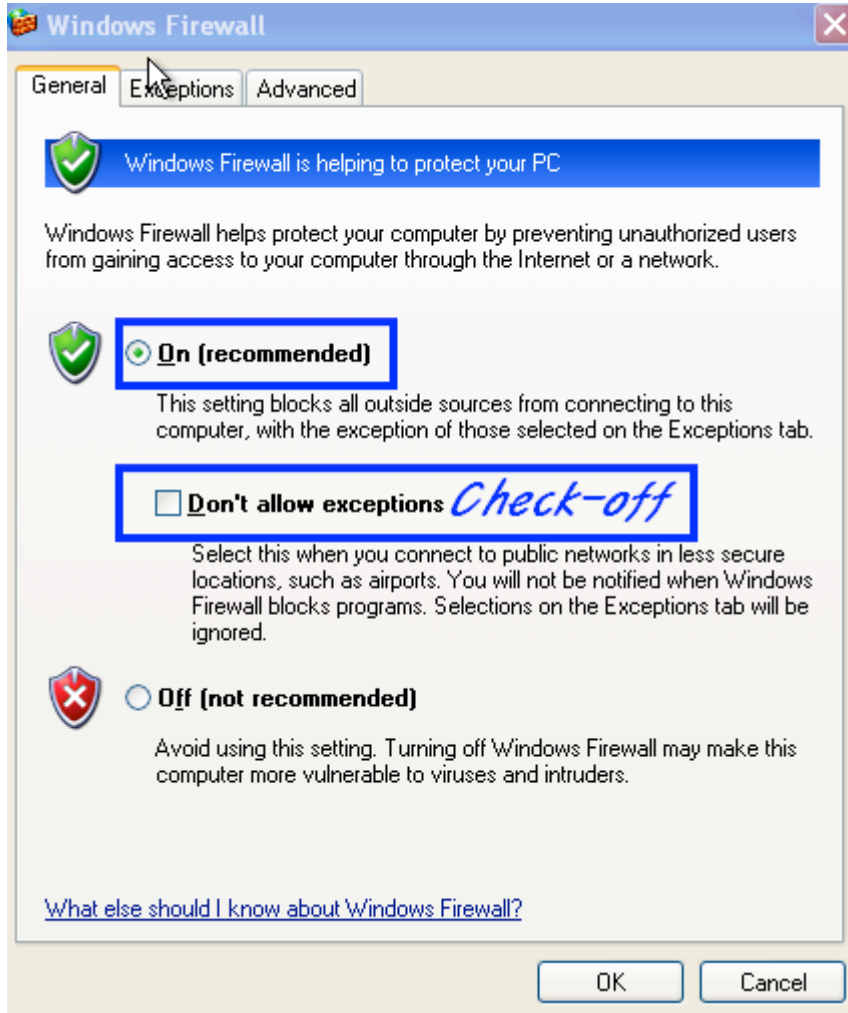 Windows Firewall
General Exceptions Advanced
Windows Firewall is helping to protect your PC
Windows Firewall helps protect your computer by preventing unauthorized users
from gaining access to your computer through the Internet or a network.
On (recommended)
This setting blocks all outside sources from connecting to this
computer, with the exception of those selected on the Exceptions tab.
Don't allow exceptions Check-off
Select this when you connect to public networks in less secure
locations, such as airports. You will not be notified when Windows
Firewall blocks programs. Selections on the Exceptions tab will be
ignored.
Off (not recommended)
Avoid using this setting. Turning off Windows Firewall may make this
computer more vulnerable to viruses and intruders.
What else should I know about Windows Firewall?
OK Cancel